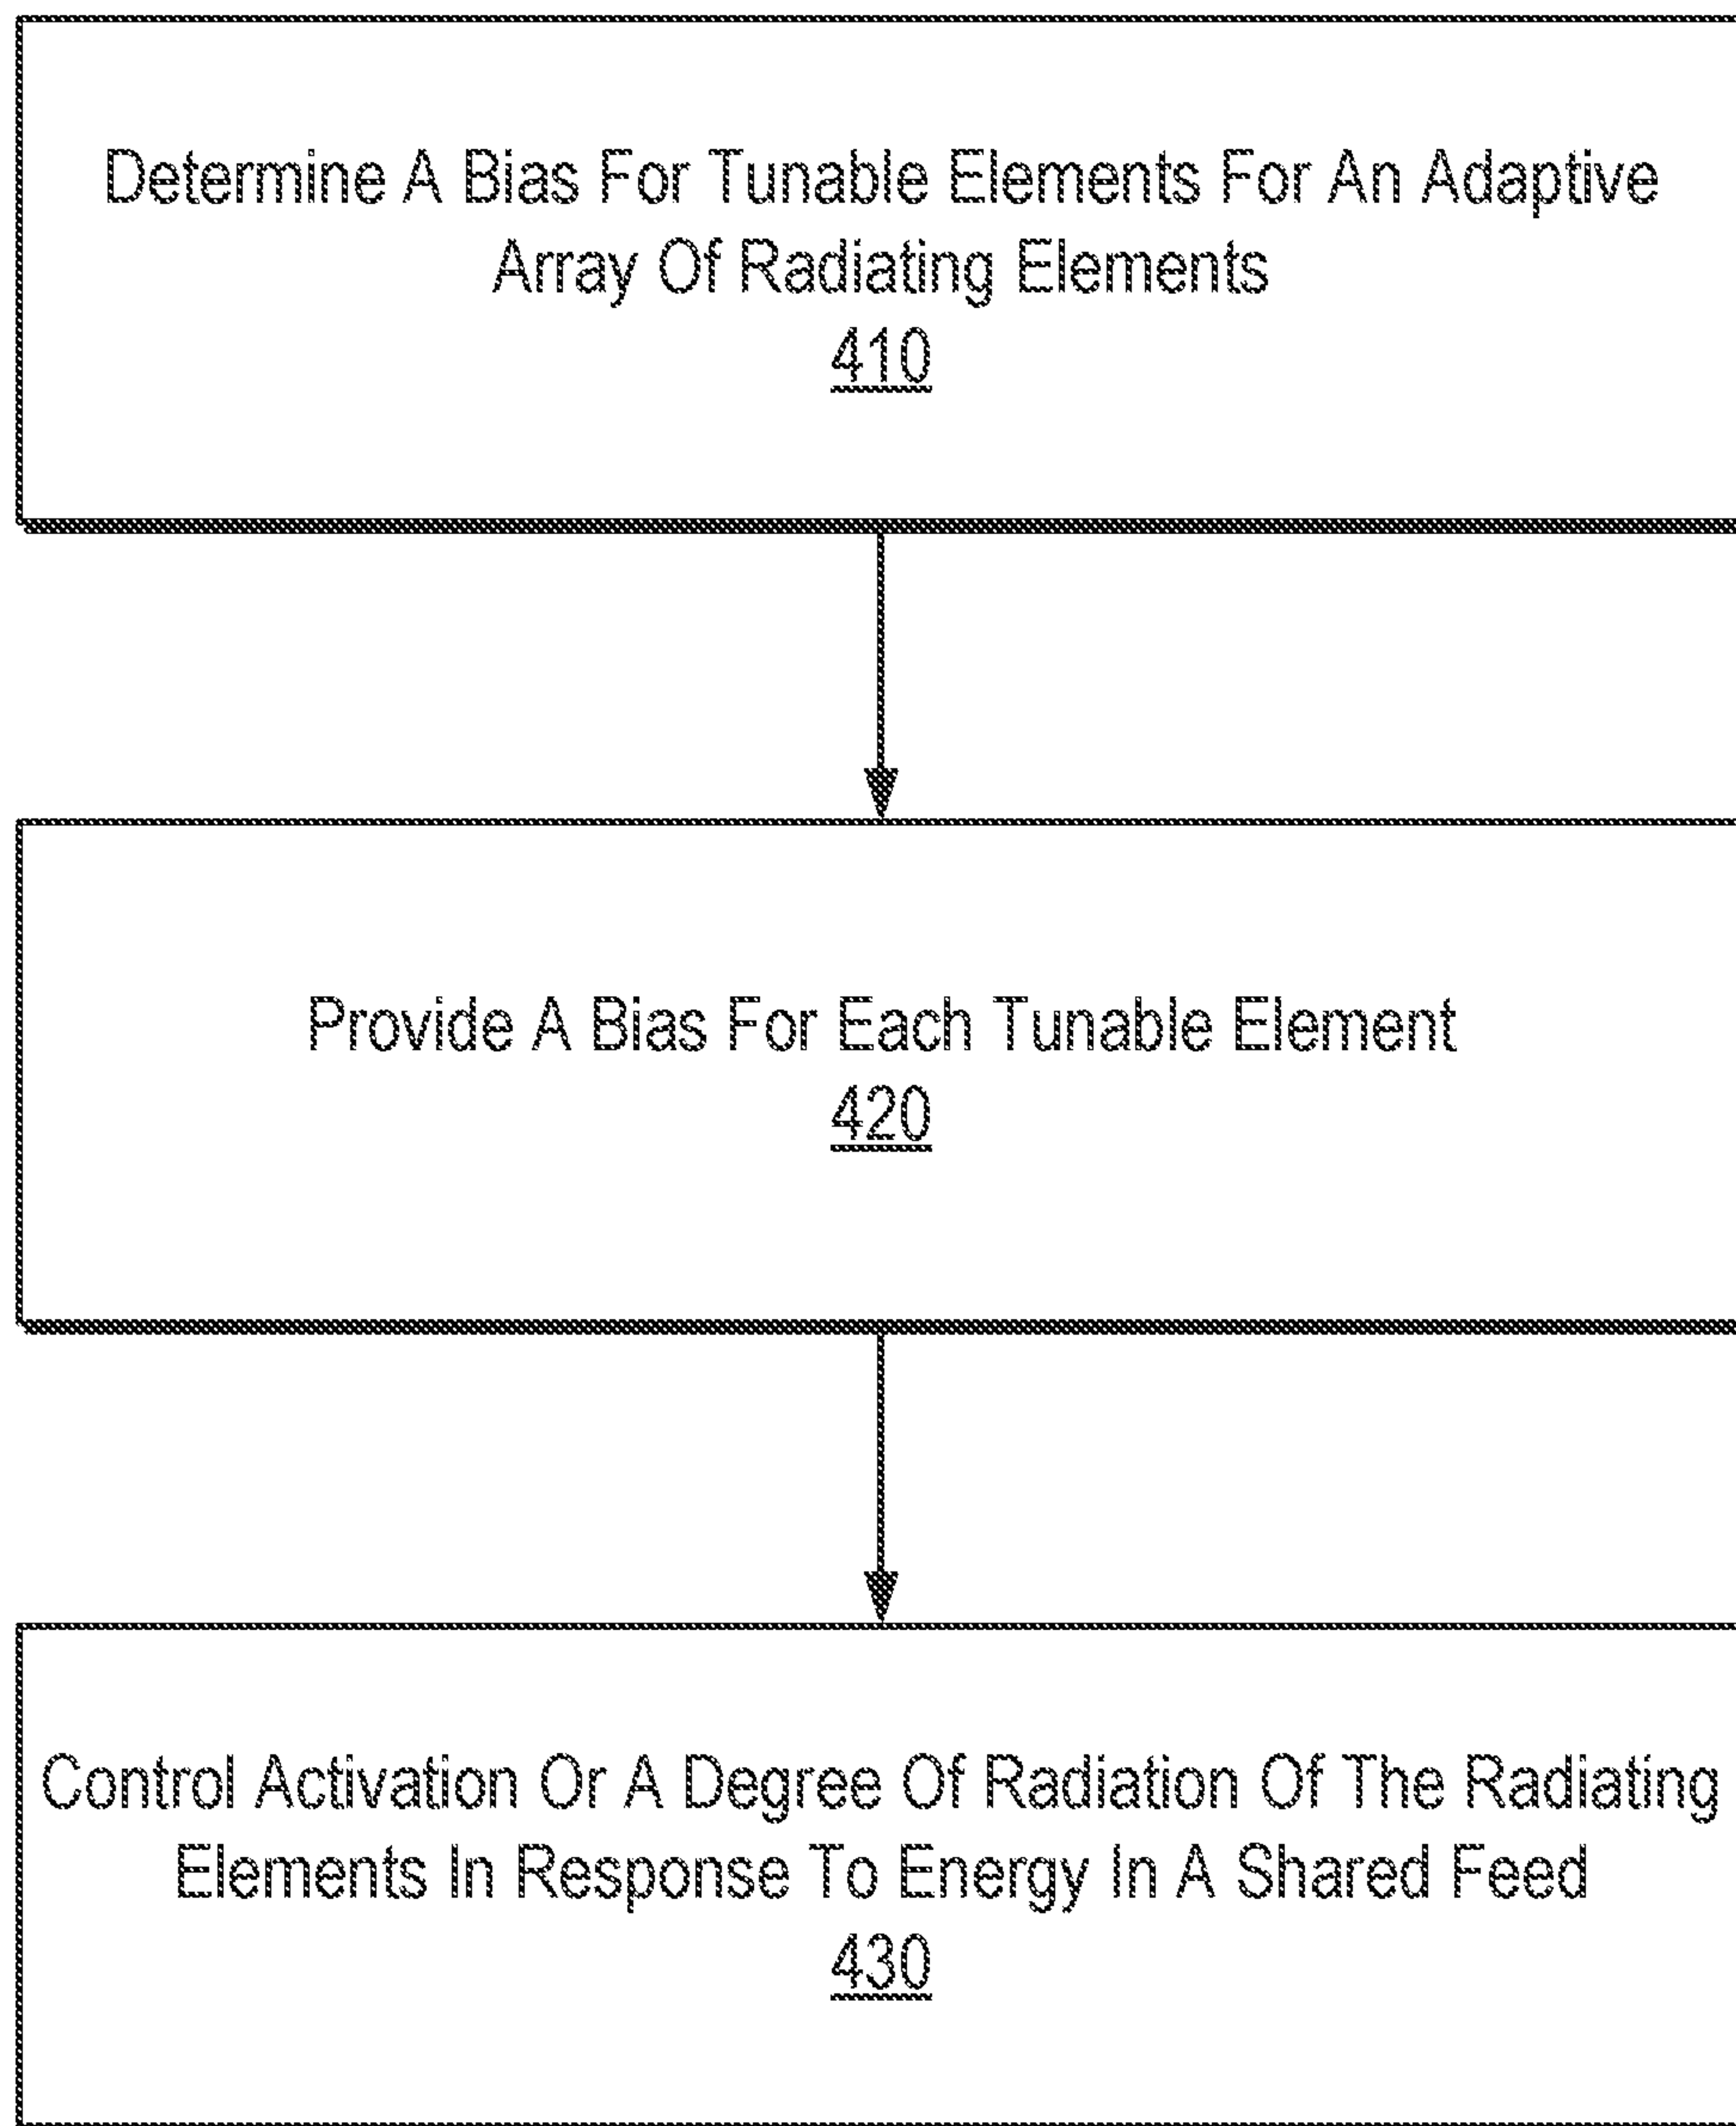 Determine A Bias For Tunable Elements For An Adaptive
Array Of Radiating Elements
410
Provide A Bias For Each Tunable Element
420
Control Activation Or A Degree Of Radiation Of The Radiating
Elements In Response To Energy In A Shared Feed
430